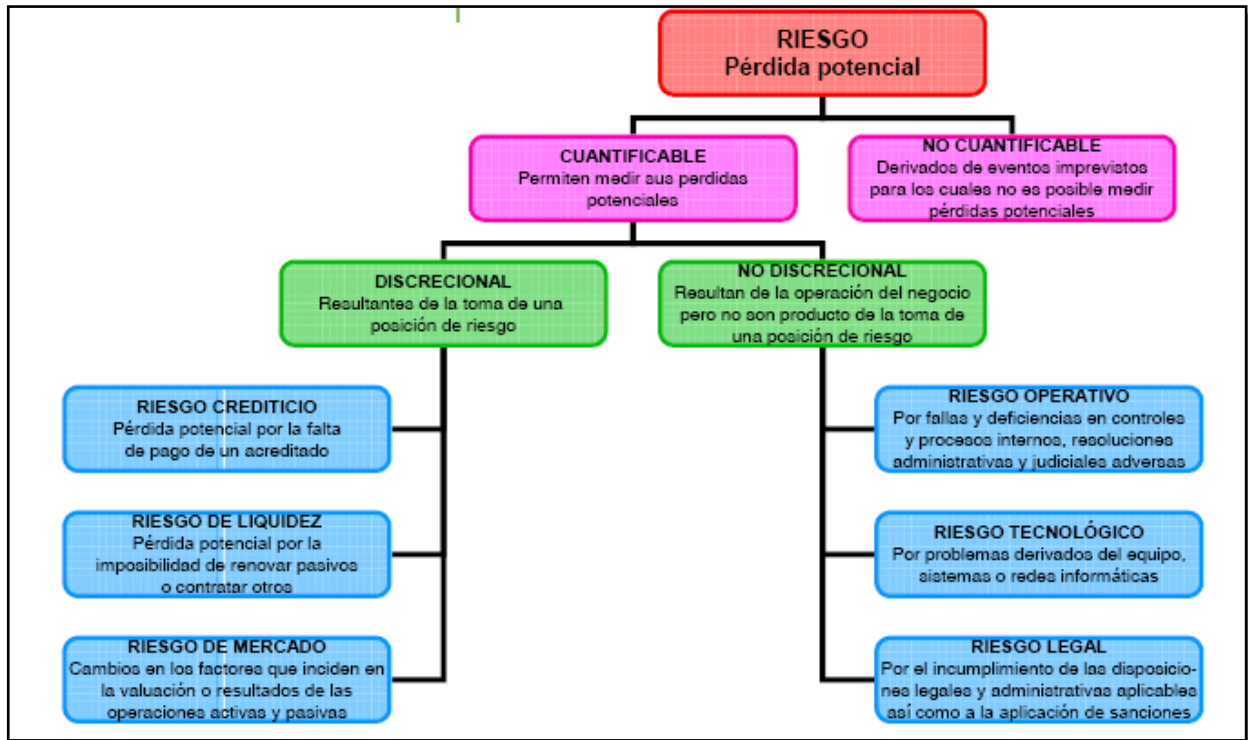 RIESGO
Pérdida potencial
CUANTIFICABLE
Permiten medir sus perdidas
potenciales
NO CUANTIFICABLE
Derivados de eventos imprevistos
para los cuales no es posible medir
pérdidas potenciales
DISCRECIONAL
Resultantes de la toma de una
posición de riesgo
NO DISCRECIONAL
Resultan de la operación del negocio
pero no son producto de la toma de
una posición de riesgo
RIESGO CREDITICIO
Pérdida potencial por la falta
de pago de un acreditado
RIESGO DE LIQUIDEZ
Pérdida potencial por la
imposibilidad de renovar pasivos
o contratar otros
RIESGO DE MERCADO
Cambios en los factores que inciden en
la valuación o resultados de las
operaciones activas y pasivas
RIESGO OPERATIVO
Por fallas y deficiencias en controles
y procesos internos, resoluciones
administrativas y judiciales adversas
RIESGO TECNOLÓGICO
Por problemas derivados del equipo,
sistemas o redes informáticas
RIESGO LEGAL
Por el incumplimiento de las disposicio-
nes legales y administrativas aplicables
así como a la aplicación de sanciones